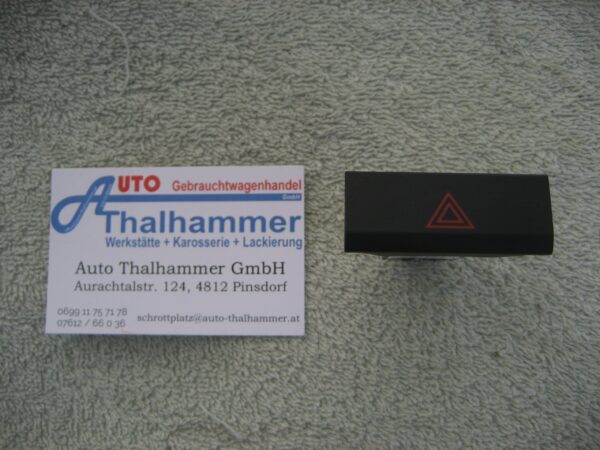 AUTO Gebrauchtwagenhandel
GmbH
Thalhammer
Werkstätte + Karosserie + Lackierung
Auto Thalhammer GmbH
Aurachtalstr. 124, 4812 Pinsdorf
0699 11 75 71 78
07612 / 66 0 36 schrottplatz@auto-thalhammer.at